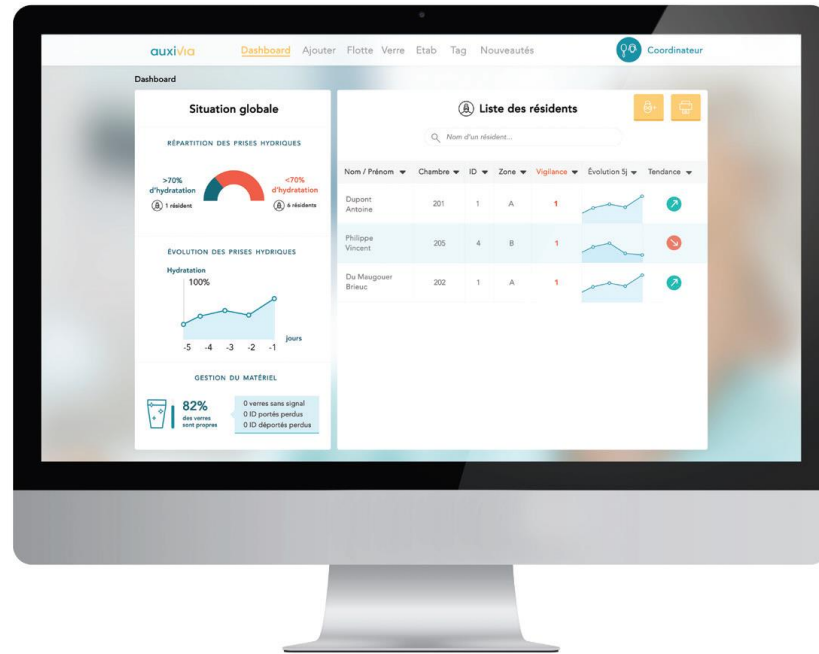 auxivia
Dashboard Ajouter Flotte Verre Etab Tag Nouveautés
Coordinateur
Dashboard
Situation globale
RÉPARTITION DES PRISES HYDRIQUES
>70%
d'hydratation
1 résident
<70%
d'hydratation
6 résidents
ÉVOLUTION DES PRISES HYDRIQUES
Hydratation
100%
jours
-5 -4 -3 -2 -1
GESTION DU MATÉRIEL
82%
des verres
sont propres
0 verres sans signal
0 ID portés perdus
0 ID déportés perdus
Liste des résidents
Nom d'un résident...
Nom / Prénom Chambre ID Zone Vigilance Évolution 5j Tendance
Dupont
Antoine
201 1 A 1
Philippe
Vincent
205 4 B 1
Du Maugouer
Brieuc
202 1 A 1